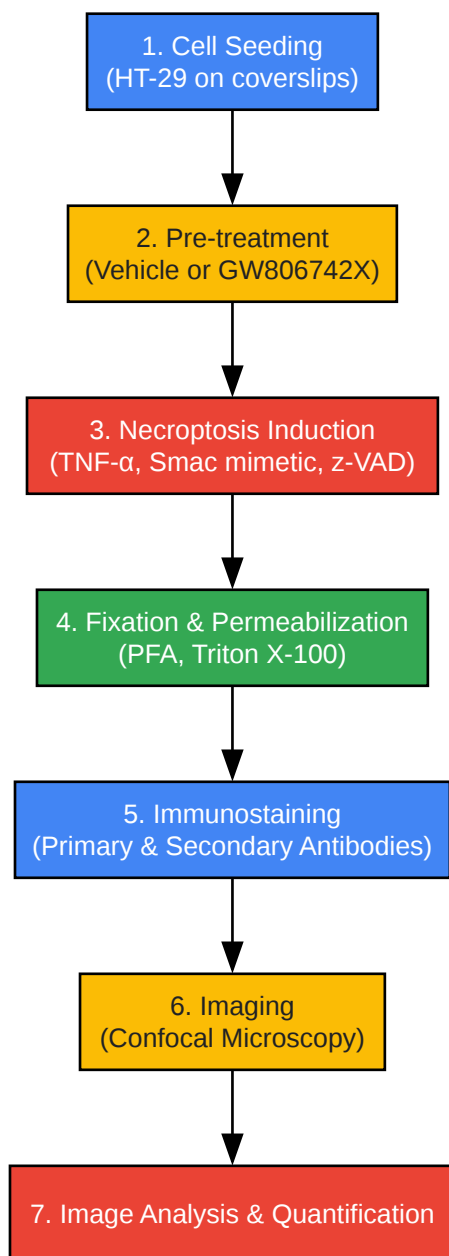 1. Cell Seeding
(HT-29 on coverslips)
2. Pre-treatment
(Vehicle or GW806742X)
3. Necroptosis Induction
(TNF-α, Smac mimetic, z-VAD)
4. Fixation & Permeabilization
(PFA, Triton X-100)
5. Immunostaining
(Primary & Secondary Antibodies)
6. Imaging
(Confocal Microscopy)
7. Image Analysis & Quantification